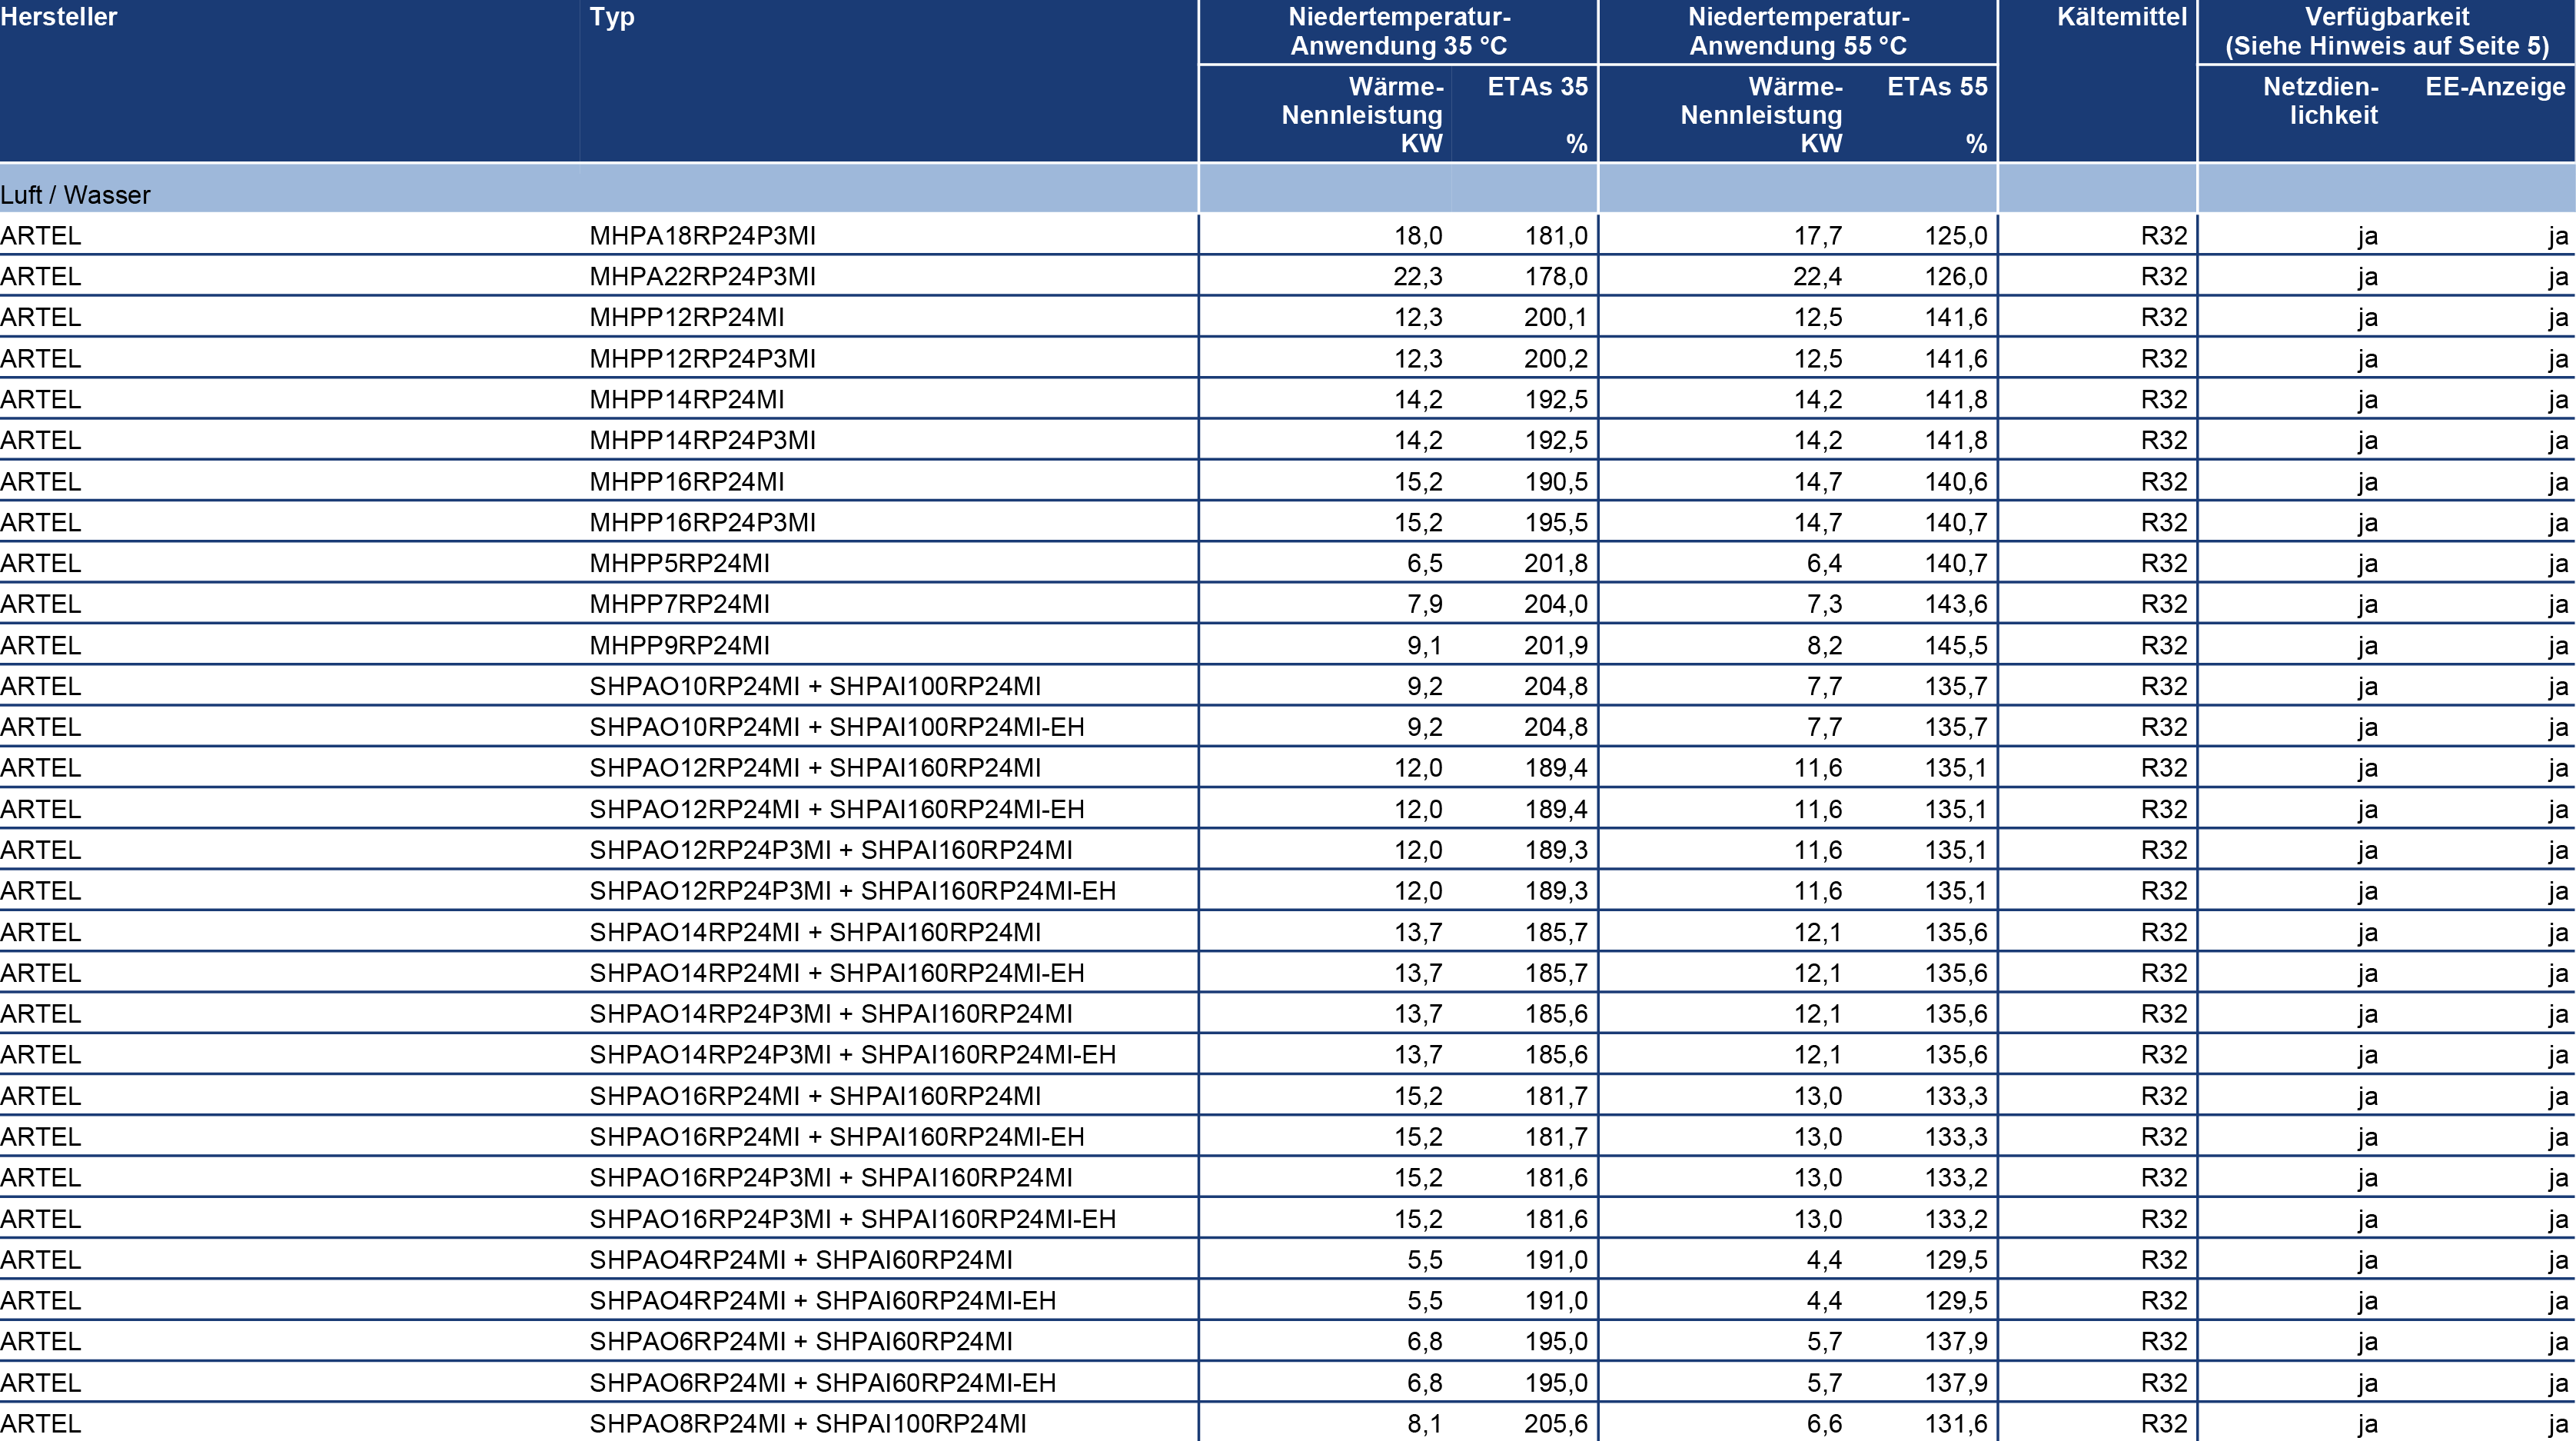 Hersteller Typ Niedertemperatur- Niedertemperatur- Kältemittel Verfügbarkeit
Anwendung 35 °C Anwendung 55 °C (Siehe Hinweis auf Seite 5)
Wärme- ETAs 35 Wärme- ETAs 55 Netzdien- EE-Anzeige
Nennleistung Nennleistung lichkeit
KW % KW %
Luft / Wasser
ARTEL MHPA18RP24P3MI 18,0 181,0 17,7 125,0 R32 ja ja
ARTEL MHPA22RP24P3MI 22,3 178,0 22,4 126,0 R32 ja ja
ARTEL MHPP12RP24MI 12,3 200,1 12,5 141,6 R32 ja ja
ARTEL MHPP12RP24P3MI 12,3 200,2 12,5 141,6 R32 ja ja
ARTEL MHPP14RP24MI 14,2 192,5 14,2 141,8 R32 ja ja
ARTEL MHPP14RP24P3MI 14,2 192,5 14,2 141,8 R32 ja ja
ARTEL MHPP16RP24MI 15,2 190,5 14,7 140,6 R32 ja ja
ARTEL MHPP16RP24P3MI 15,2 195,5 14,7 140,7 R32 ja ja
ARTEL MHPP5RP24MI 6,5 201,8 6,4 140,7 R32 ja ja
ARTEL MHPP7RP24MI 7,9 204,0 7,3 143,6 R32 ja ja
ARTEL MHPP9RP24MI 9,1 201,9 8,2 145,5 R32 ja ja
ARTEL SHPAO10RP24MI + SHPAI100RP24MI 9,2 204,8 7,7 135,7 R32 ja ja
ARTEL SHPAO10RP24MI + SHPAI100RP24MI-EH 9,2 204,8 7,7 135,7 R32 ja ja
ARTEL SHPAO12RP24MI + SHPAI160RP24MI 12,0 189,4 11,6 135,1 R32 ja ja
ARTEL SHPAO12RP24MI + SHPAI160RP24MI-EH 12,0 189,4 11,6 135,1 R32 ja ja
ARTEL SHPAO12RP24P3MI + SHPAI160RP24MI 12,0 189,3 11,6 135,1 R32 ja ja
ARTEL SHPAO12RP24P3MI + SHPAI160RP24MI-EH 12,0 189,3 11,6 135,1 R32 ja ja
ARTEL SHPAO14RP24MI + SHPAI160RP24MI 13,7 185,7 12,1 135,6 R32 ja ja
ARTEL SHPAO14RP24MI + SHPAI160RP24MI-EH 13,7 185,7 12,1 135,6 R32 ja ja
ARTEL SHPAO14RP24P3MI + SHPAI160RP24MI 13,7 185,6 12,1 135,6 R32 ja ja
ARTEL SHPAO14RP24P3MI + SHPAI160RP24MI-EH 13,7 185,6 12,1 135,6 R32 ja ja
ARTEL SHPAO16RP24MI + SHPAI160RP24MI 15,2 181,7 13,0 133,3 R32 ja ja
ARTEL SHPAO16RP24MI + SHPAI160RP24MI-EH 15,2 181,7 13,0 133,3 R32 ja ja
ARTEL SHPAO16RP24P3MI + SHPAI160RP24MI 15,2 181,6 13,0 133,2 R32 ja ja
ARTEL SHPAO16RP24P3MI + SHPAI160RP24MI-EH 15,2 181,6 13,0 133,2 R32 ja ja
ARTEL SHPAO4RP24MI + SHPAI60RP24MI 5,5 191,0 4,4 129,5 R32 ja ja
ARTEL SHPAO4RP24MI + SHPAI60RP24MI-EH 5,5 191,0 4,4 129,5 R32 ja ja
ARTEL SHPAO6RP24MI + SHPAI60RP24MI 6,8 195,0 5,7 137,9 R32 ja ja
ARTEL SHPAO6RP24MI + SHPAI60RP24MI-EH 6,8 195,0 5,7 137,9 R32 ja ja
ARTEL SHPAO8RP24MI + SHPAI100RP24MI 8,1 205,6 6,6 131,6 R32 ja ja